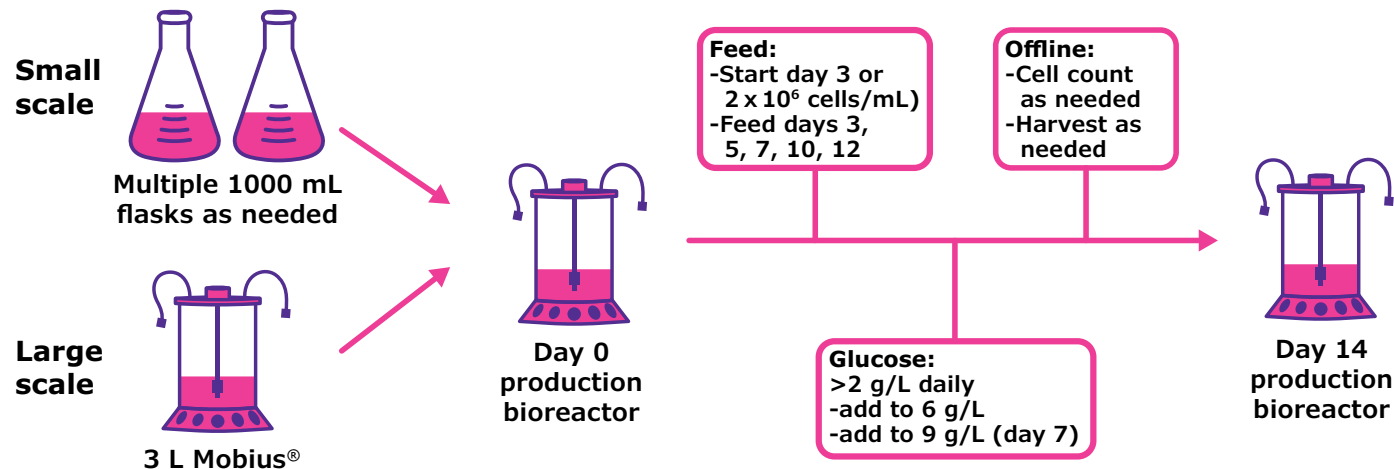 Small
scale
Multiple 1000 mL
flasks as needed
Large
scale
3 L Mobius®
Day 0
production
bioreactor
Feed:
-Start day 3 or
2 x 10⁶ cells/mL)
-Feed days 3,
5, 7, 10, 12
Offline:
-Cell count
as needed
-Harvest as
needed
Glucose:
>2 g/L daily
-add to 6 g/L
-add to 9 g/L (day 7)
Day 14
production
bioreactor